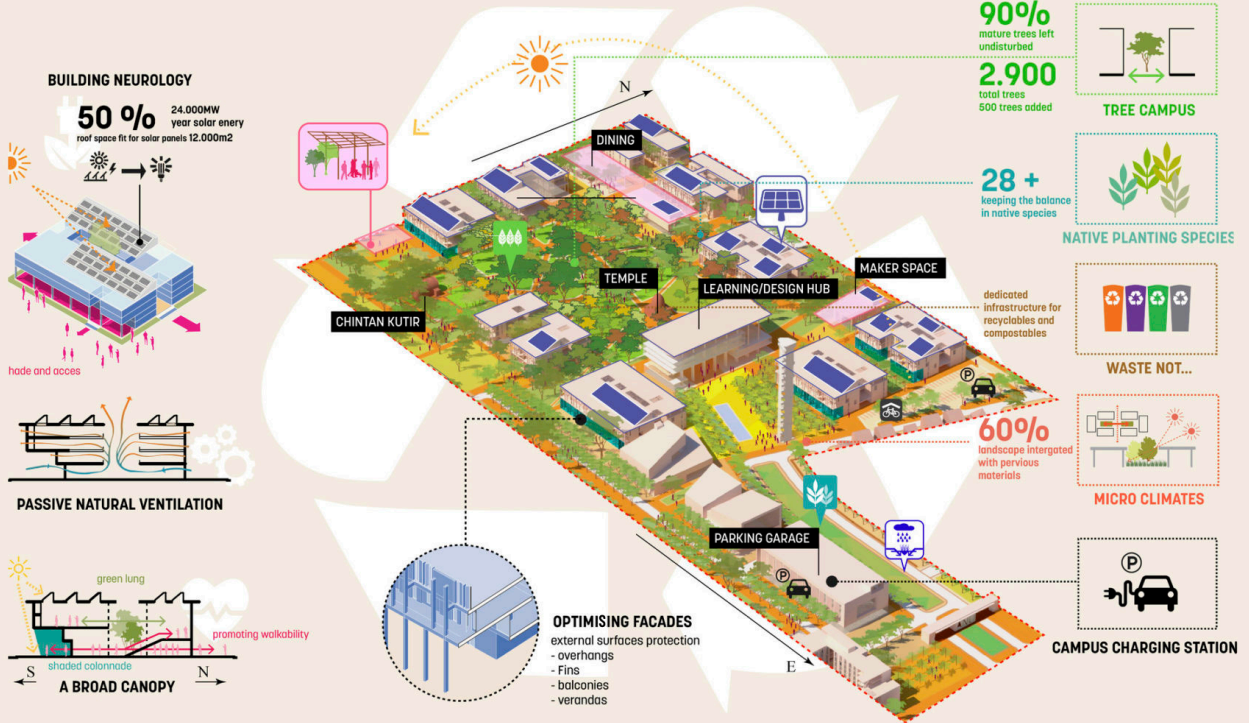 BUILDING NEUROLOGY
50 %
24.000MW
year solar enery
roof space fit for solar panels 12.000m2
hade and acces
PASSIVE NATURAL VENTILATION
green lung
promoting walkability
shaded colonnade
S
N
A BROAD CANOPY
N
DINING
TEMPLE
LEARNING/DESIGN HUB
MAKER SPACE
CHINTAN KUTIR
P
PARKING GARAGE
P
E
OPTIMISING FACADES
external surfaces protection
- overhangs
- Fins
- balconies
- verandas
90%
mature trees left
undisturbed
2.900
total trees
500 trees added
TREE CAMPUS
28 +
keeping the balance
in native species
NATIVE PLANTING SPECIES
dedicated
infrastructure for
recyclables and
compostables
WASTE NOT...
60%
landscape intergated
with pervious
materials
MICRO CLIMATES
P
CAMPUS CHARGING STATION